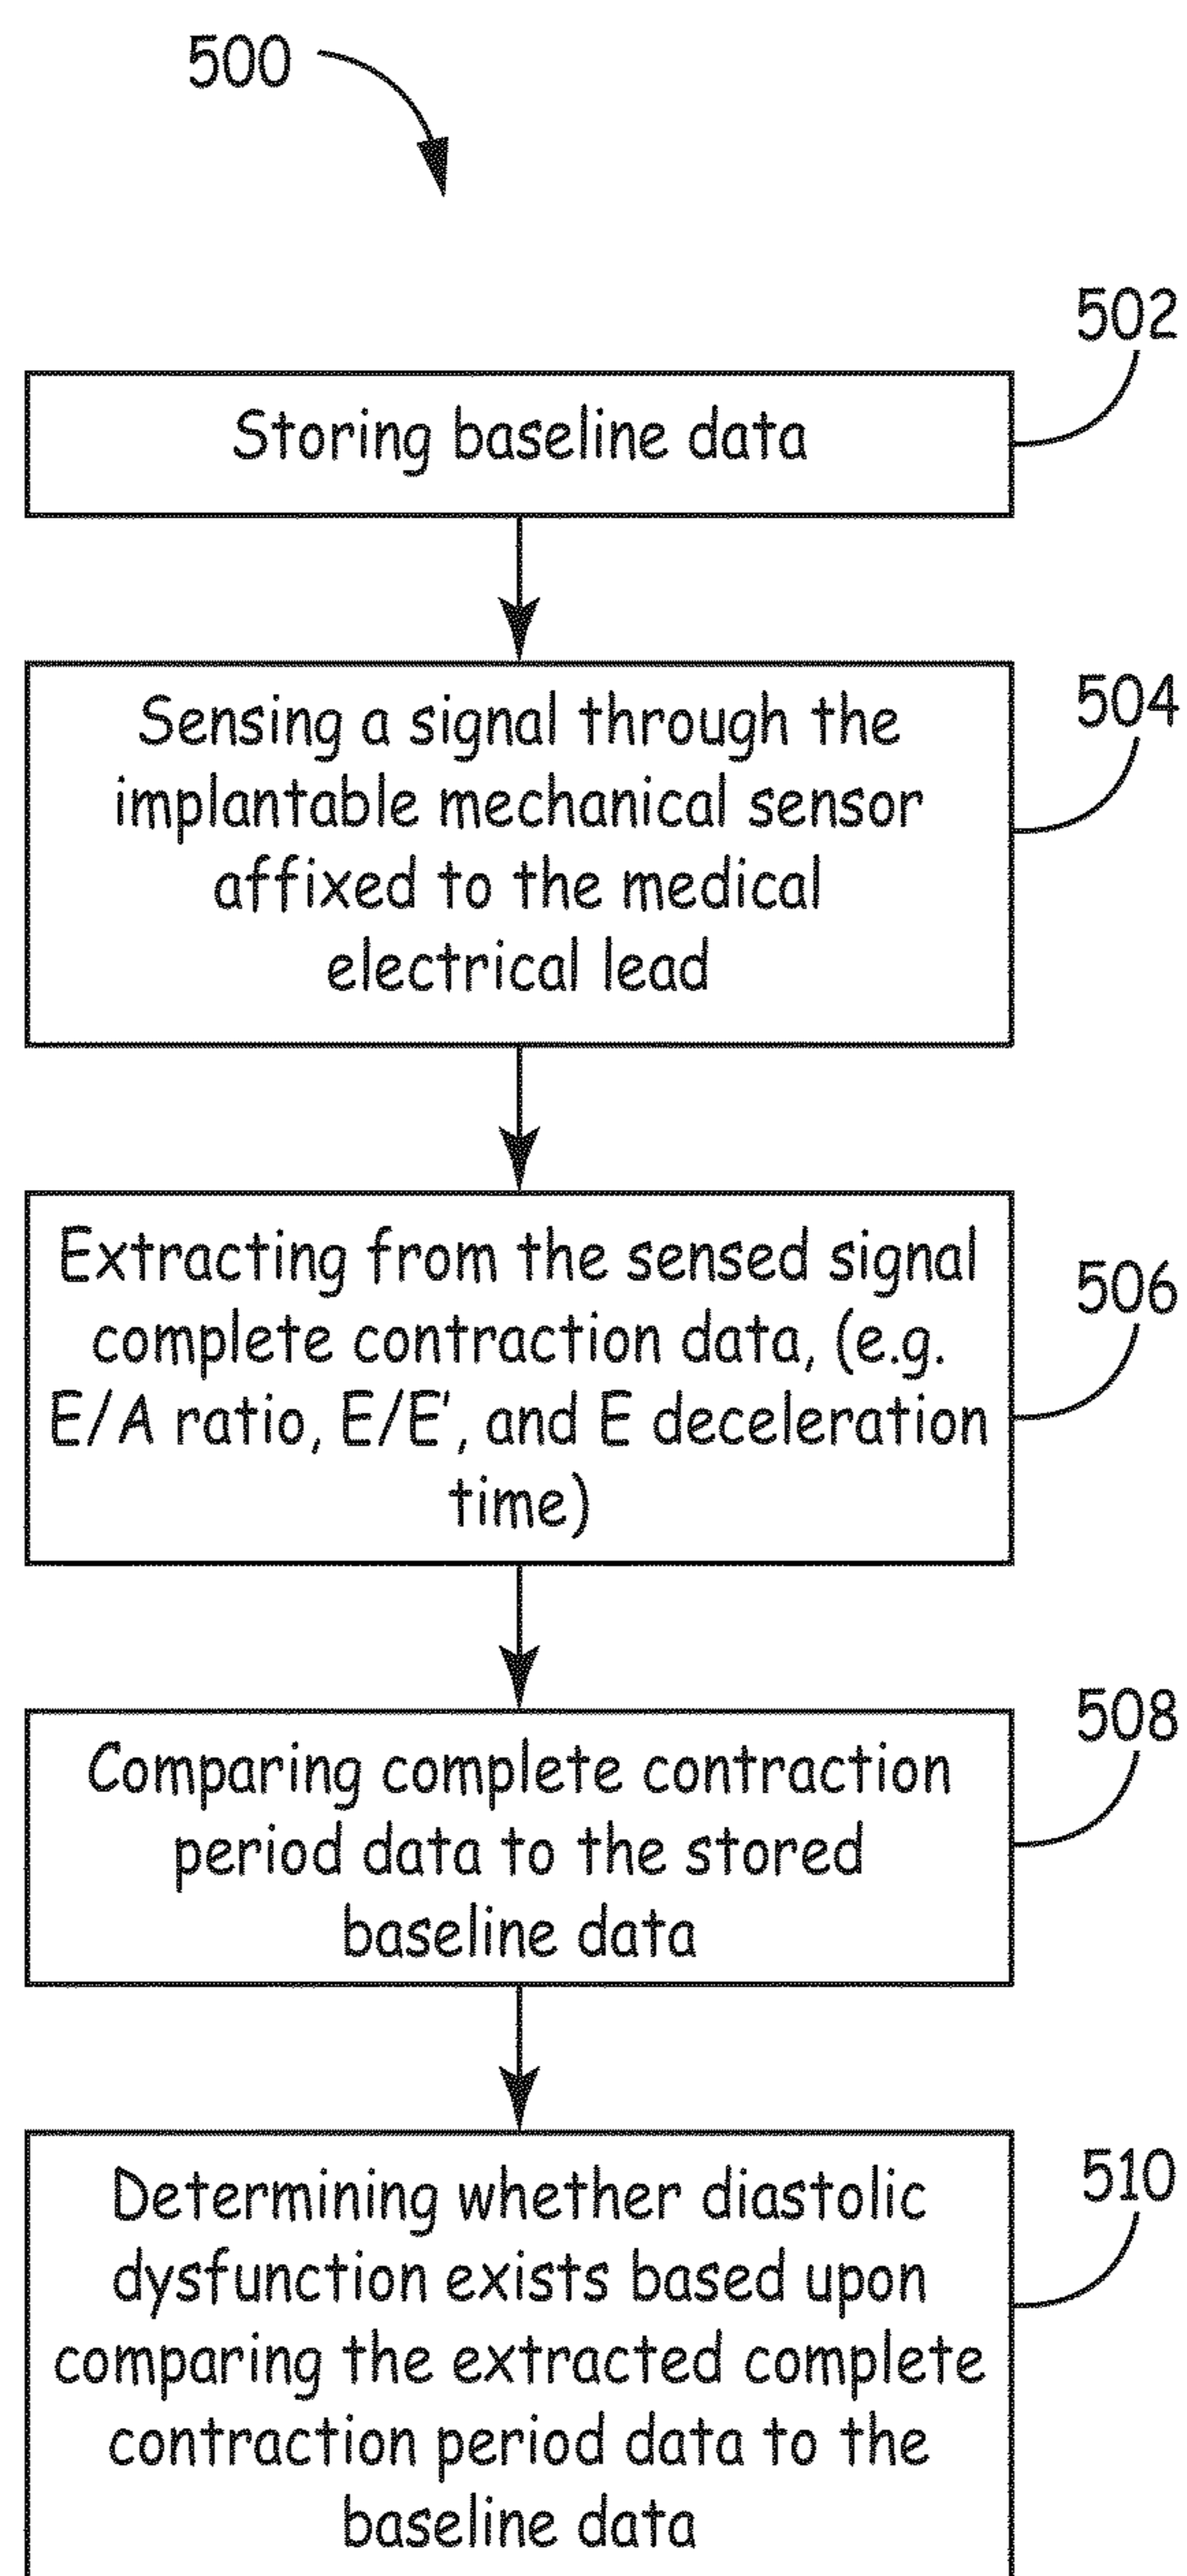 500
502
Storing baseline data
504
Sensing a signal through the
implantable mechanical sensor
affixed to the medical
electrical lead
506
Extracting from the sensed signal
complete contraction data, (e.g.
E/A ratio, E/E', and E deceleration
time)
508
Comparing complete contraction
period data to the stored
baseline data
510
Determining whether diastolic
dysfunction exists based upon
comparing the extracted complete
contraction period data to the
baseline data